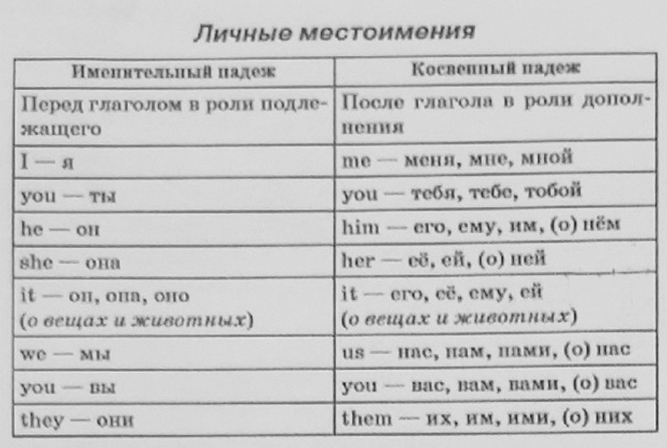 Личные местоимения
Именительный падеж
Косвенный падеж
Перед глаголом в роли подле-
жащего
После глагола в роли допол-
нения
I — я
me — меня, мне, мной
you — ты
you — тебя, тебе, тобой
he — он
him — его, ему, им, (о) нём
she — она
her — её, ей, (о) ней
it — он, она, оно
(о вещах и животных)
it — его, её, ему, ей
(о вещах и животных)
we — мы
us — нас, нам, нами, (о) нас
you — вы
you — вас, вам, вами, (о) вас
they — они
them — их, им, ими, (о) них